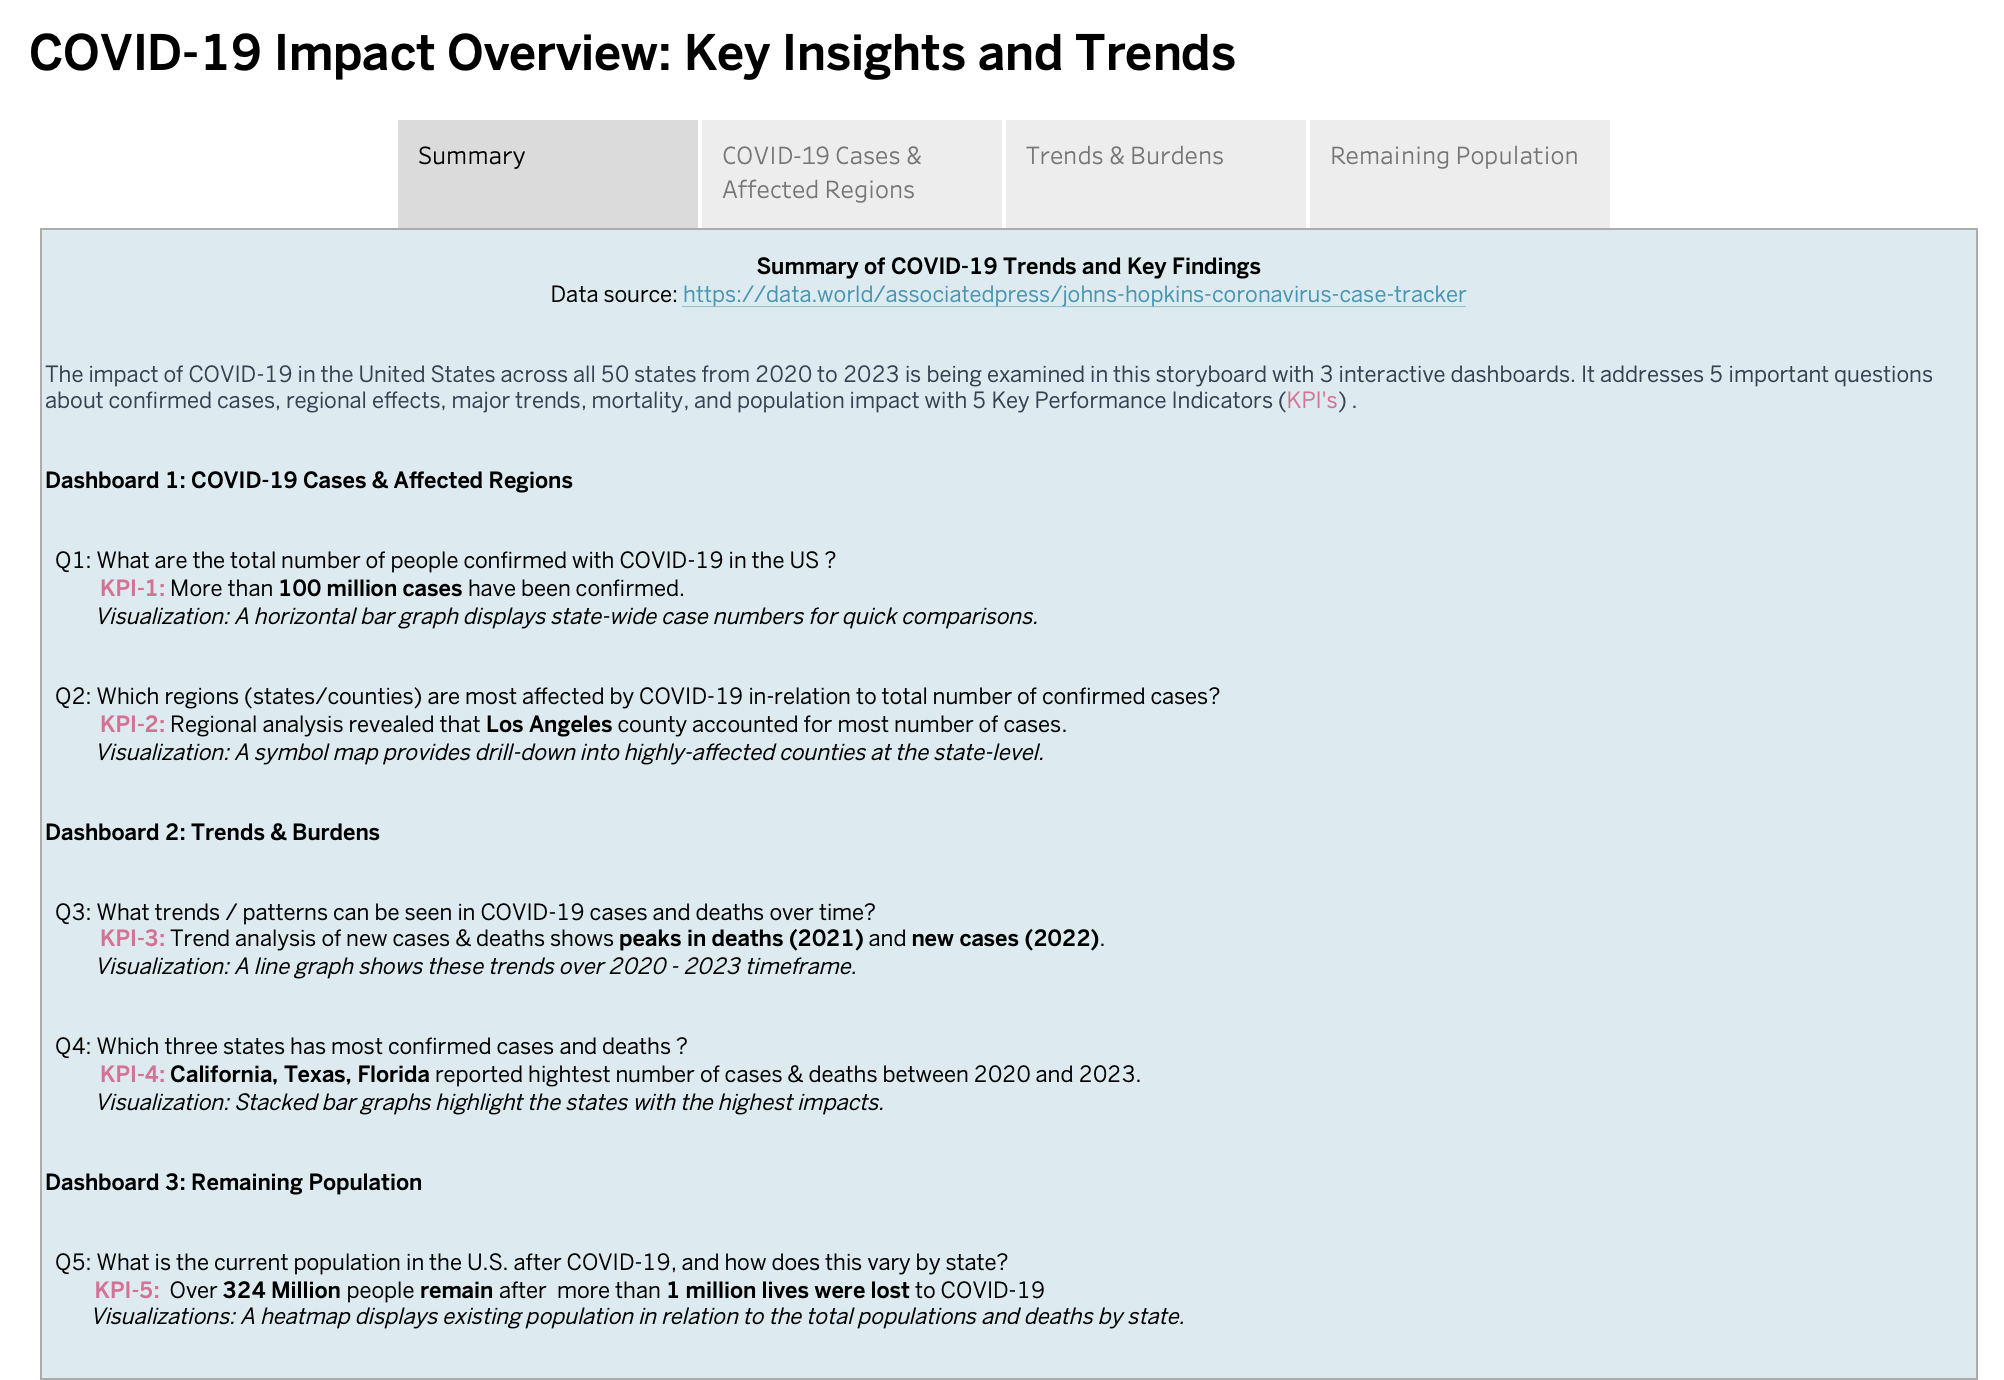 COVID-19 Impact Overview: Key Insights and Trends
Summary
COVID-19 Cases &
Affected Regions
Trends & Burdens
Remaining Population
Summary of COVID-19 Trends and Key Findings
Data source: https://data.world/associatedpress/johns-hopkins-coronavirus-case-tracker
The impact of COVID-19 in the United States across all 50 states from 2020 to 2023 is being examined in this storyboard with 3 interactive dashboards. It addresses 5 important questions
about confirmed cases, regional effects, major trends, mortality, and population impact with 5 Key Performance Indicators (KPI's) .
Dashboard 1: COVID-19 Cases & Affected Regions
Q1: What are the total number of people confirmed with COVID-19 in the US ?
KPI-1: More than 100 million cases have been confirmed.
Visualization: A horizontal bar graph displays state-wide case numbers for quick comparisons.
Q2: Which regions (states/counties) are most affected by COVID-19 in-relation to total number of confirmed cases?
KPI-2: Regional analysis revealed that Los Angeles county accounted for most number of cases.
Visualization: A symbol map provides drill-down into highly-affected counties at the state-level.
Dashboard 2: Trends & Burdens
Q3: What trends / patterns can be seen in COVID-19 cases and deaths over time?
KPI-3: Trend analysis of new cases & deaths shows peaks in deaths (2021) and new cases (2022).
Visualization: A line graph shows these trends over 2020 - 2023 timeframe.
Q4: Which three states has most confirmed cases and deaths ?
KPI-4: California, Texas, Florida reported hightest number of cases & deaths between 2020 and 2023.
Visualization: Stacked bar graphs highlight the states with the highest impacts.
Dashboard 3: Remaining Population
Q5: What is the current population in the U.S. after COVID-19, and how does this vary by state?
KPI-5: Over 324 Million people remain after more than 1 million lives were lost to COVID-19
Visualizations: A heatmap displays existing population in relation to the total populations and deaths by state.